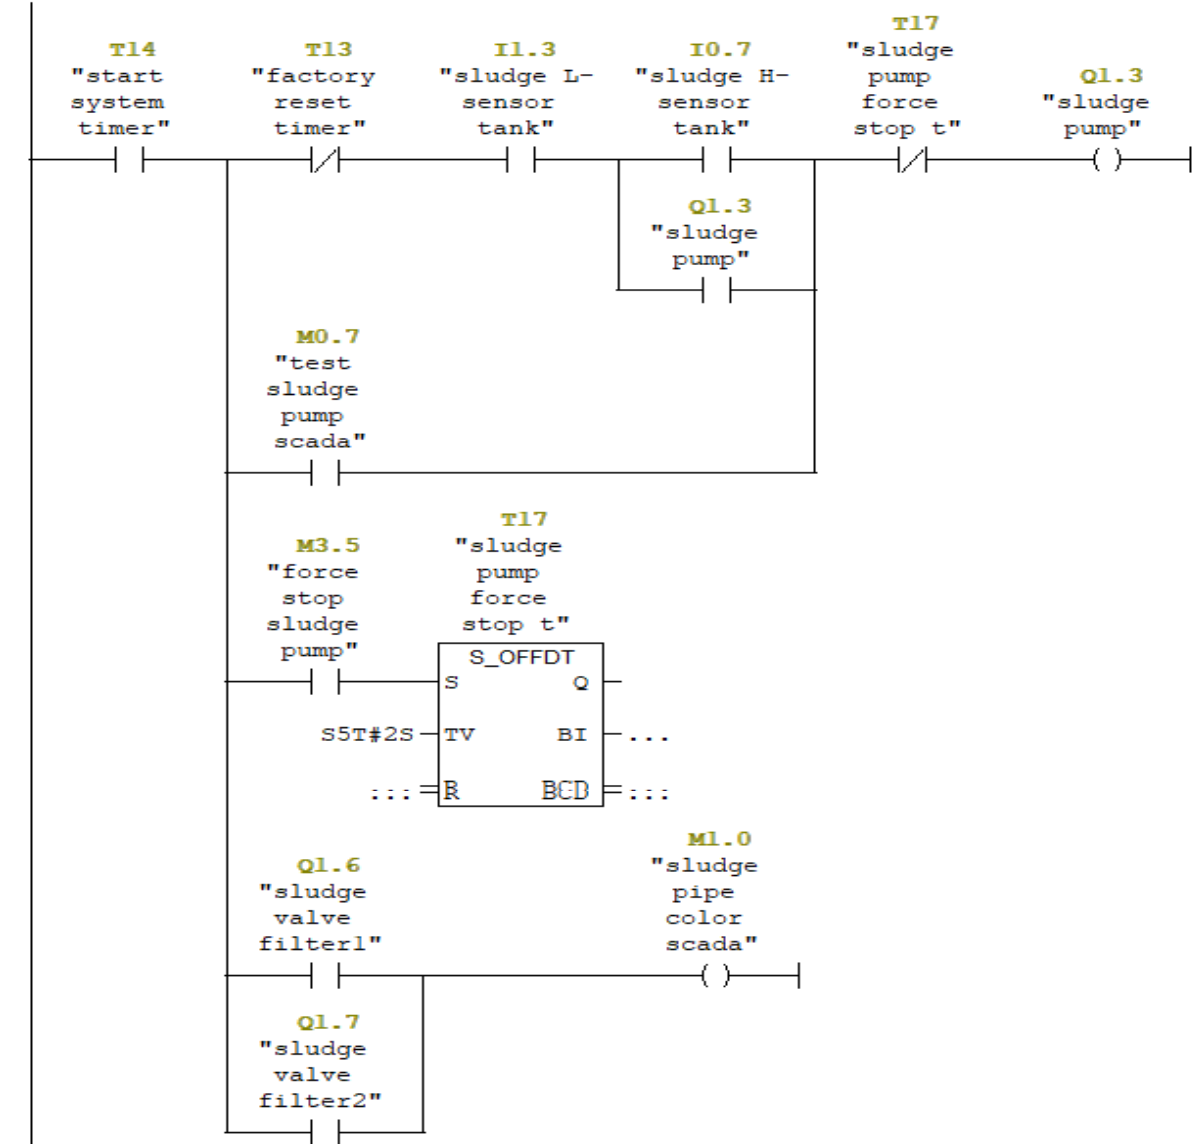 T14
"start
system
timer"
T13
"factory
reset
timer"
I1.3
"sludge L-
sensor
tank"
I0.7
"sludge H-
sensor
tank"
T17
"sludge
pump
force
stop t"
Q1.3
"sludge
pump"
Q1.3
"sludge
pump"
M0.7
"test
sludge
pump
scada"
M3.5
"force
stop
sludge
pump"
T17
"sludge
pump
force
stop t"
S_OFFDT
S Q
S5T#2S TV BI ...
... R BCD ...
Q1.6
"sludge
valve
filter1"
M1.0
"sludge
pipe
color
scada"
Q1.7
"sludge
valve
filter2"